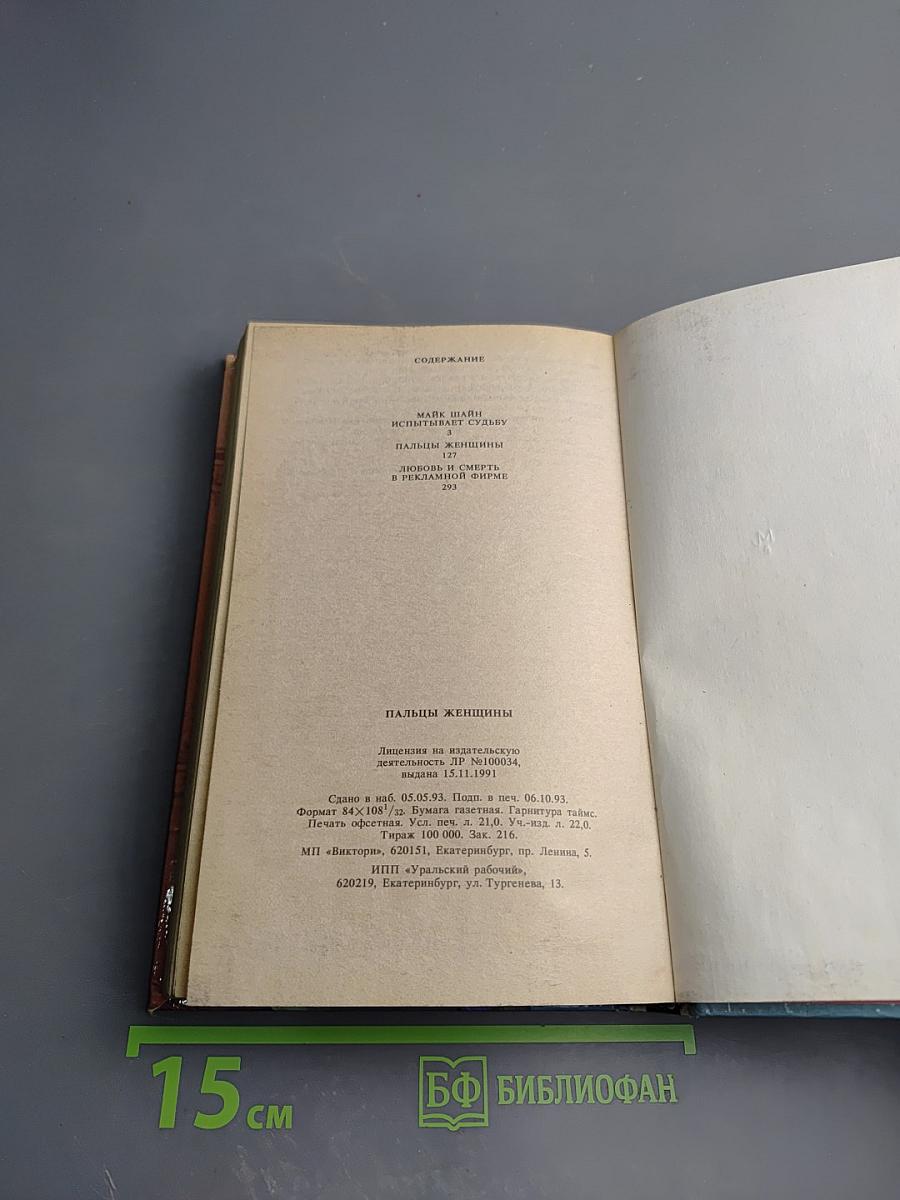 СОДЕРЖАНИЕ
МАЙК ШАЙН
ИСПЫТЫВАЕТ СУДЬБУ
3
ПАЛЬЦЫ ЖЕНЩИНЫ
127
ЛЮБОВЬ И СМЕРТЬ
В РЕКЛАМНОЙ ФИРМЕ
293
ПАЛЬЦЫ ЖЕНЩИНЫ
Лицензия на издательскую
деятельность ЛР №100034,
выдана 15.11.1991
Сдано в наб. 05.05.93. Подп. в печ. 06.10.93.
Формат 84×108¹/₃₂. Бумага газетная. Гарнитура таймс.
Печать офсетная. Усл. печ. л. 21,0. Уч.-изд. л. 22,0.
Тираж 100 000. Зак. 216.
МП «Виктори», 620151, Екатеринбург, пр. Ленина, 5.
ИПП «Уральский рабочий»,
620219, Екатеринбург, ул. Тургенева, 13.
М
15 см
БФ БИБЛИОФАН